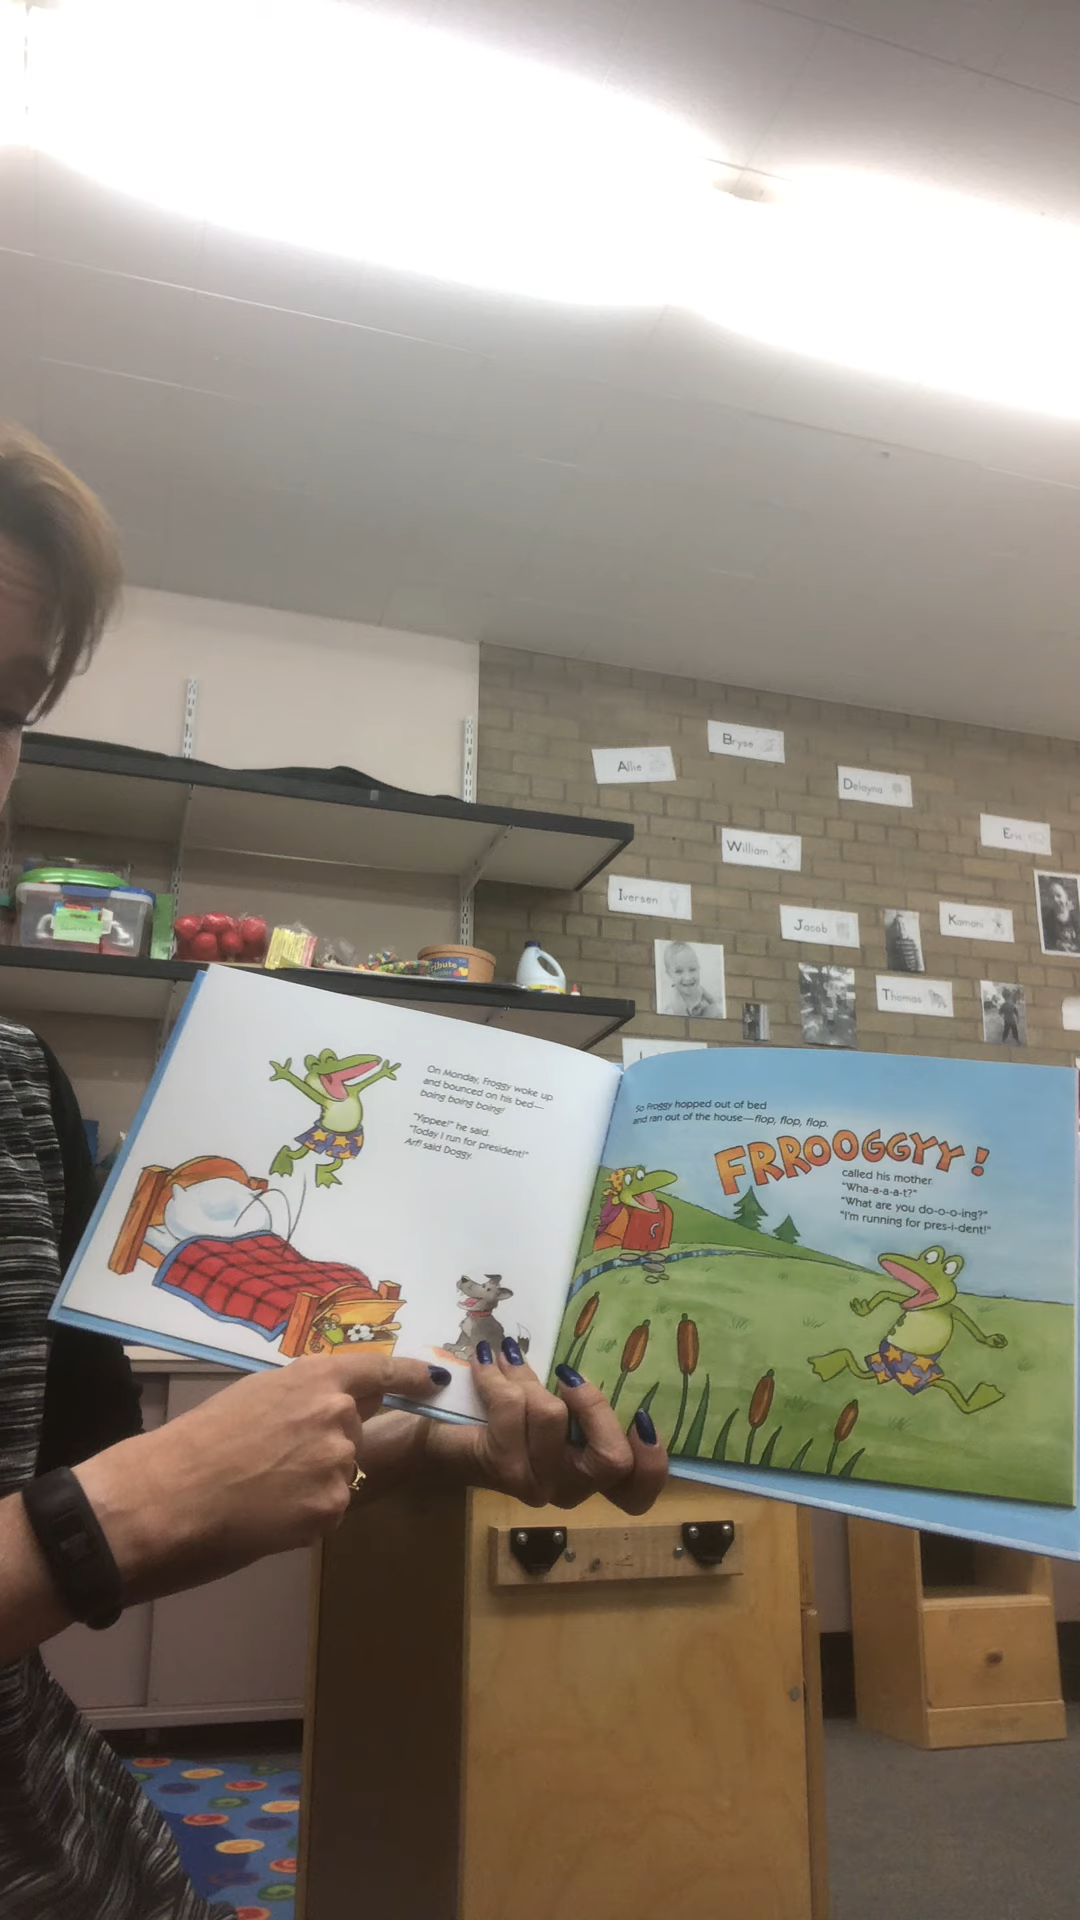 Bryse
Allie
Delayna
Eric
William
Iversen
Jacob
Kamani
Thomas
tribute
On Monday, Froggy woke up
and bounced on his bed—
boing boing boing!
"Yippee!" he said.
"Today I run for president!"
Arf! said Doggy.
So Froggy hopped out of bed
and ran out of the house—flop, flop, flop.
FRROOGGYY!
called his mother.
"Wha-a-a-a-t?"
"What are you do-o-o-ing?"
"I'm running for pres-i-dent!"